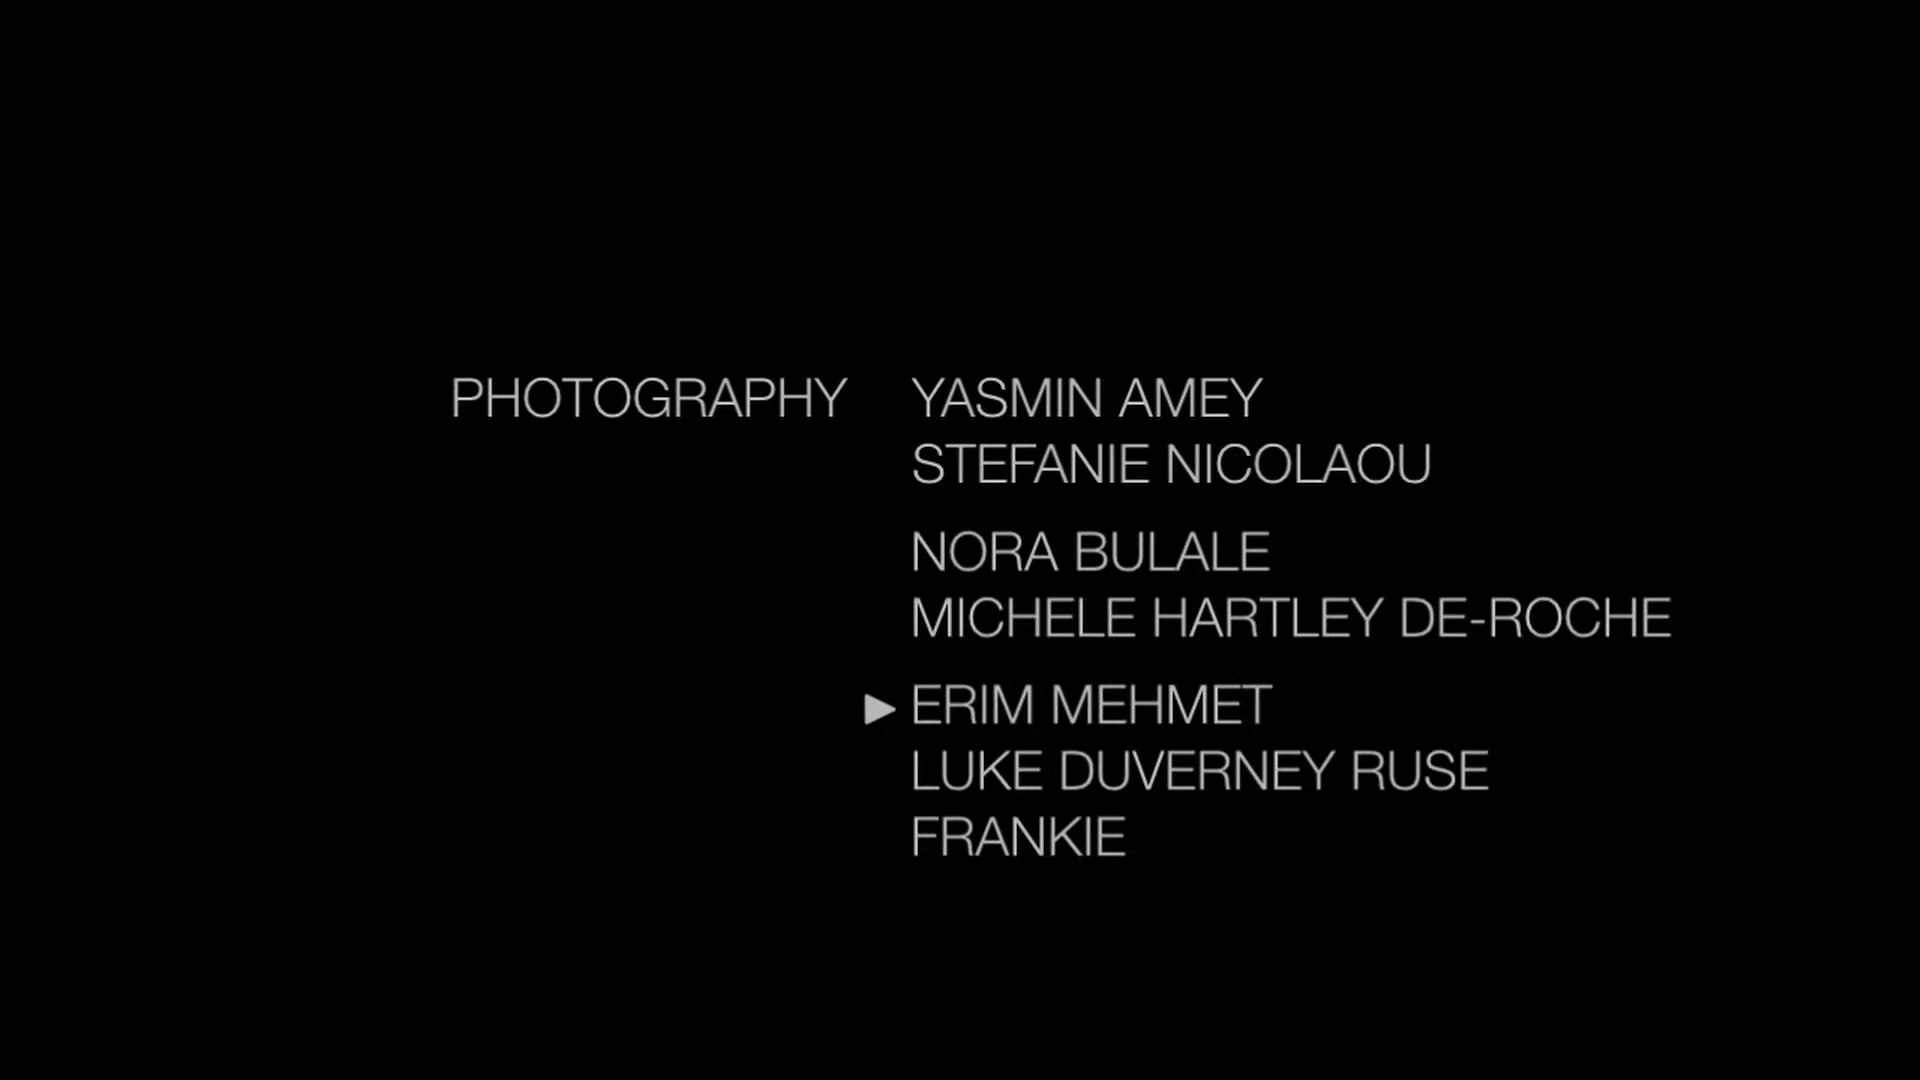 PHOTOGRAPHY YASMIN AMEY
STEFANIE NICOLAOU
NORA BULALE
MICHELE HARTLEY DE-ROCHE
▶ ERIM MEHMET
LUKE DUVERNEY RUSE
FRANKIE